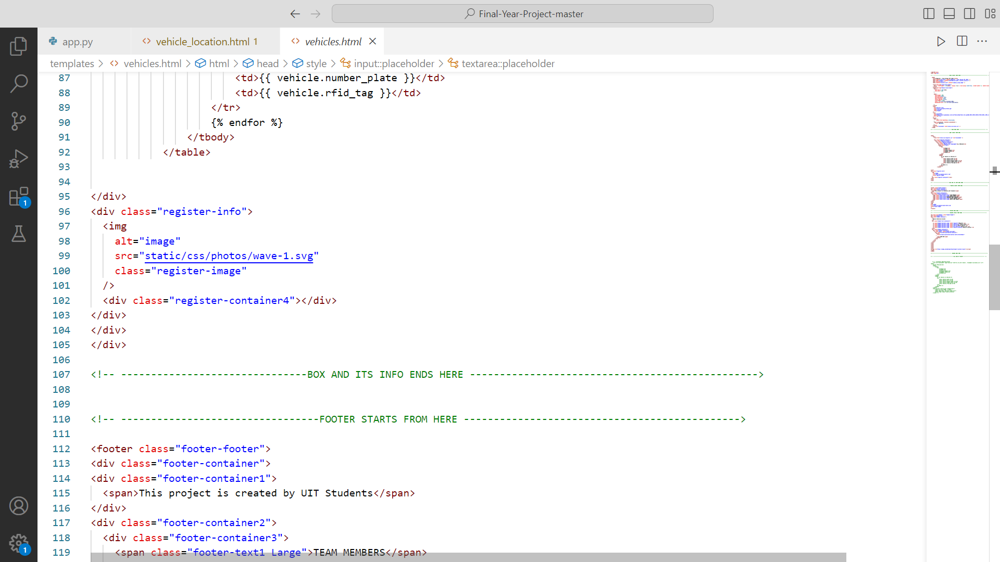 Final-Year-Project-master
app.py
vehicle_location.html 1
vehicles.html
templates > vehicles.html > html > head > style > input::placeholder > textarea::placeholder
87 <td>{{ vehicle.number_plate }}</td>
88 <td>{{ vehicle.rfid_tag }}</td>
89 </tr>
90 {% endfor %}
91 </tbody>
92 </table>
93
94
95 </div>
96 <div class="register-info">
97 <img
98 alt="image"
99 src="static/css/photos/wave-1.svg"
100 class="register-image"
101 />
102 <div class="register-container4"></div>
103 </div>
104 </div>
105 </div>
106
107 <!-- -------------------------------BOX AND ITS INFO ENDS HERE ------------------------------------------------>
108
109
110 <!-- ---------------------------------FOOTER STARTS FROM HERE ---------------------------------------------->
111
112 <footer class="footer-footer">
113 <div class="footer-container">
114 <div class="footer-container1">
115 <span>This project is created by UIT Students</span>
116 </div>
117 <div class="footer-container2">
118 <div class="footer-container3">
119 <span class="footer-text1 Large">TEAM MEMBERS</span>
1
1